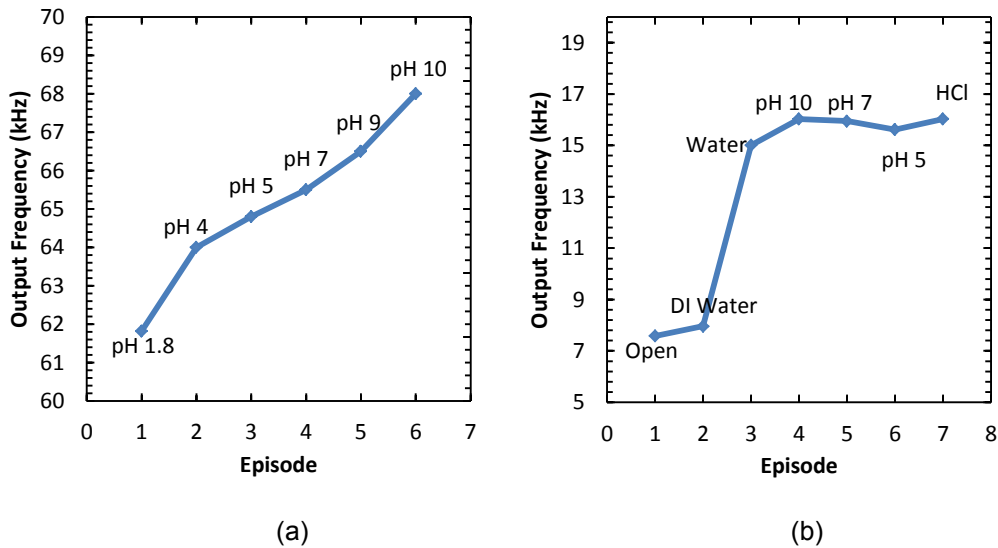 70
69
68
67
66
65
64
63
62
61
60
0 1 2 3 4 5 6 7
Output Frequency (kHz)
Episode
pH 1.8
pH 4
pH 5
pH 7
pH 9
pH 10
(a)
19
17
15
13
11
9
7
5
0 1 2 3 4 5 6 7 8
Output Frequency (kHz)
Episode
Open
DI Water
Water
pH 10
pH 7
pH 5
HCl
(b)